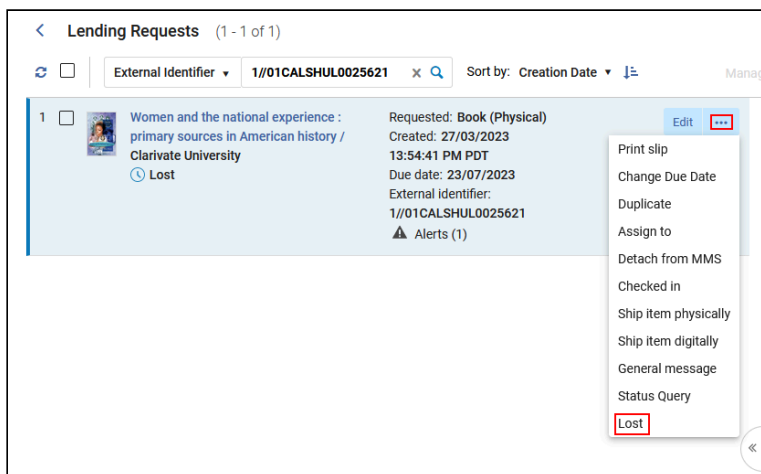 Lending Requests (1 - 1 of 1)
External Identifier 1//01CALSHUL0025621 X Sort by: Creation Date
1 Women and the national experience :
primary sources in American history /
Clarivate University
Lost
Requested: Book (Physical)
Created: 27/03/2023
13:54:41 PM PDT
Due date: 23/07/2023
External identifier:
1//01CALSHUL0025621
Alerts (1)
Edit ...
Print slip
Change Due Date
Duplicate
Assign to
Detach from MMS
Checked in
Ship item physically
Ship item digitally
General message
Status Query
Lost